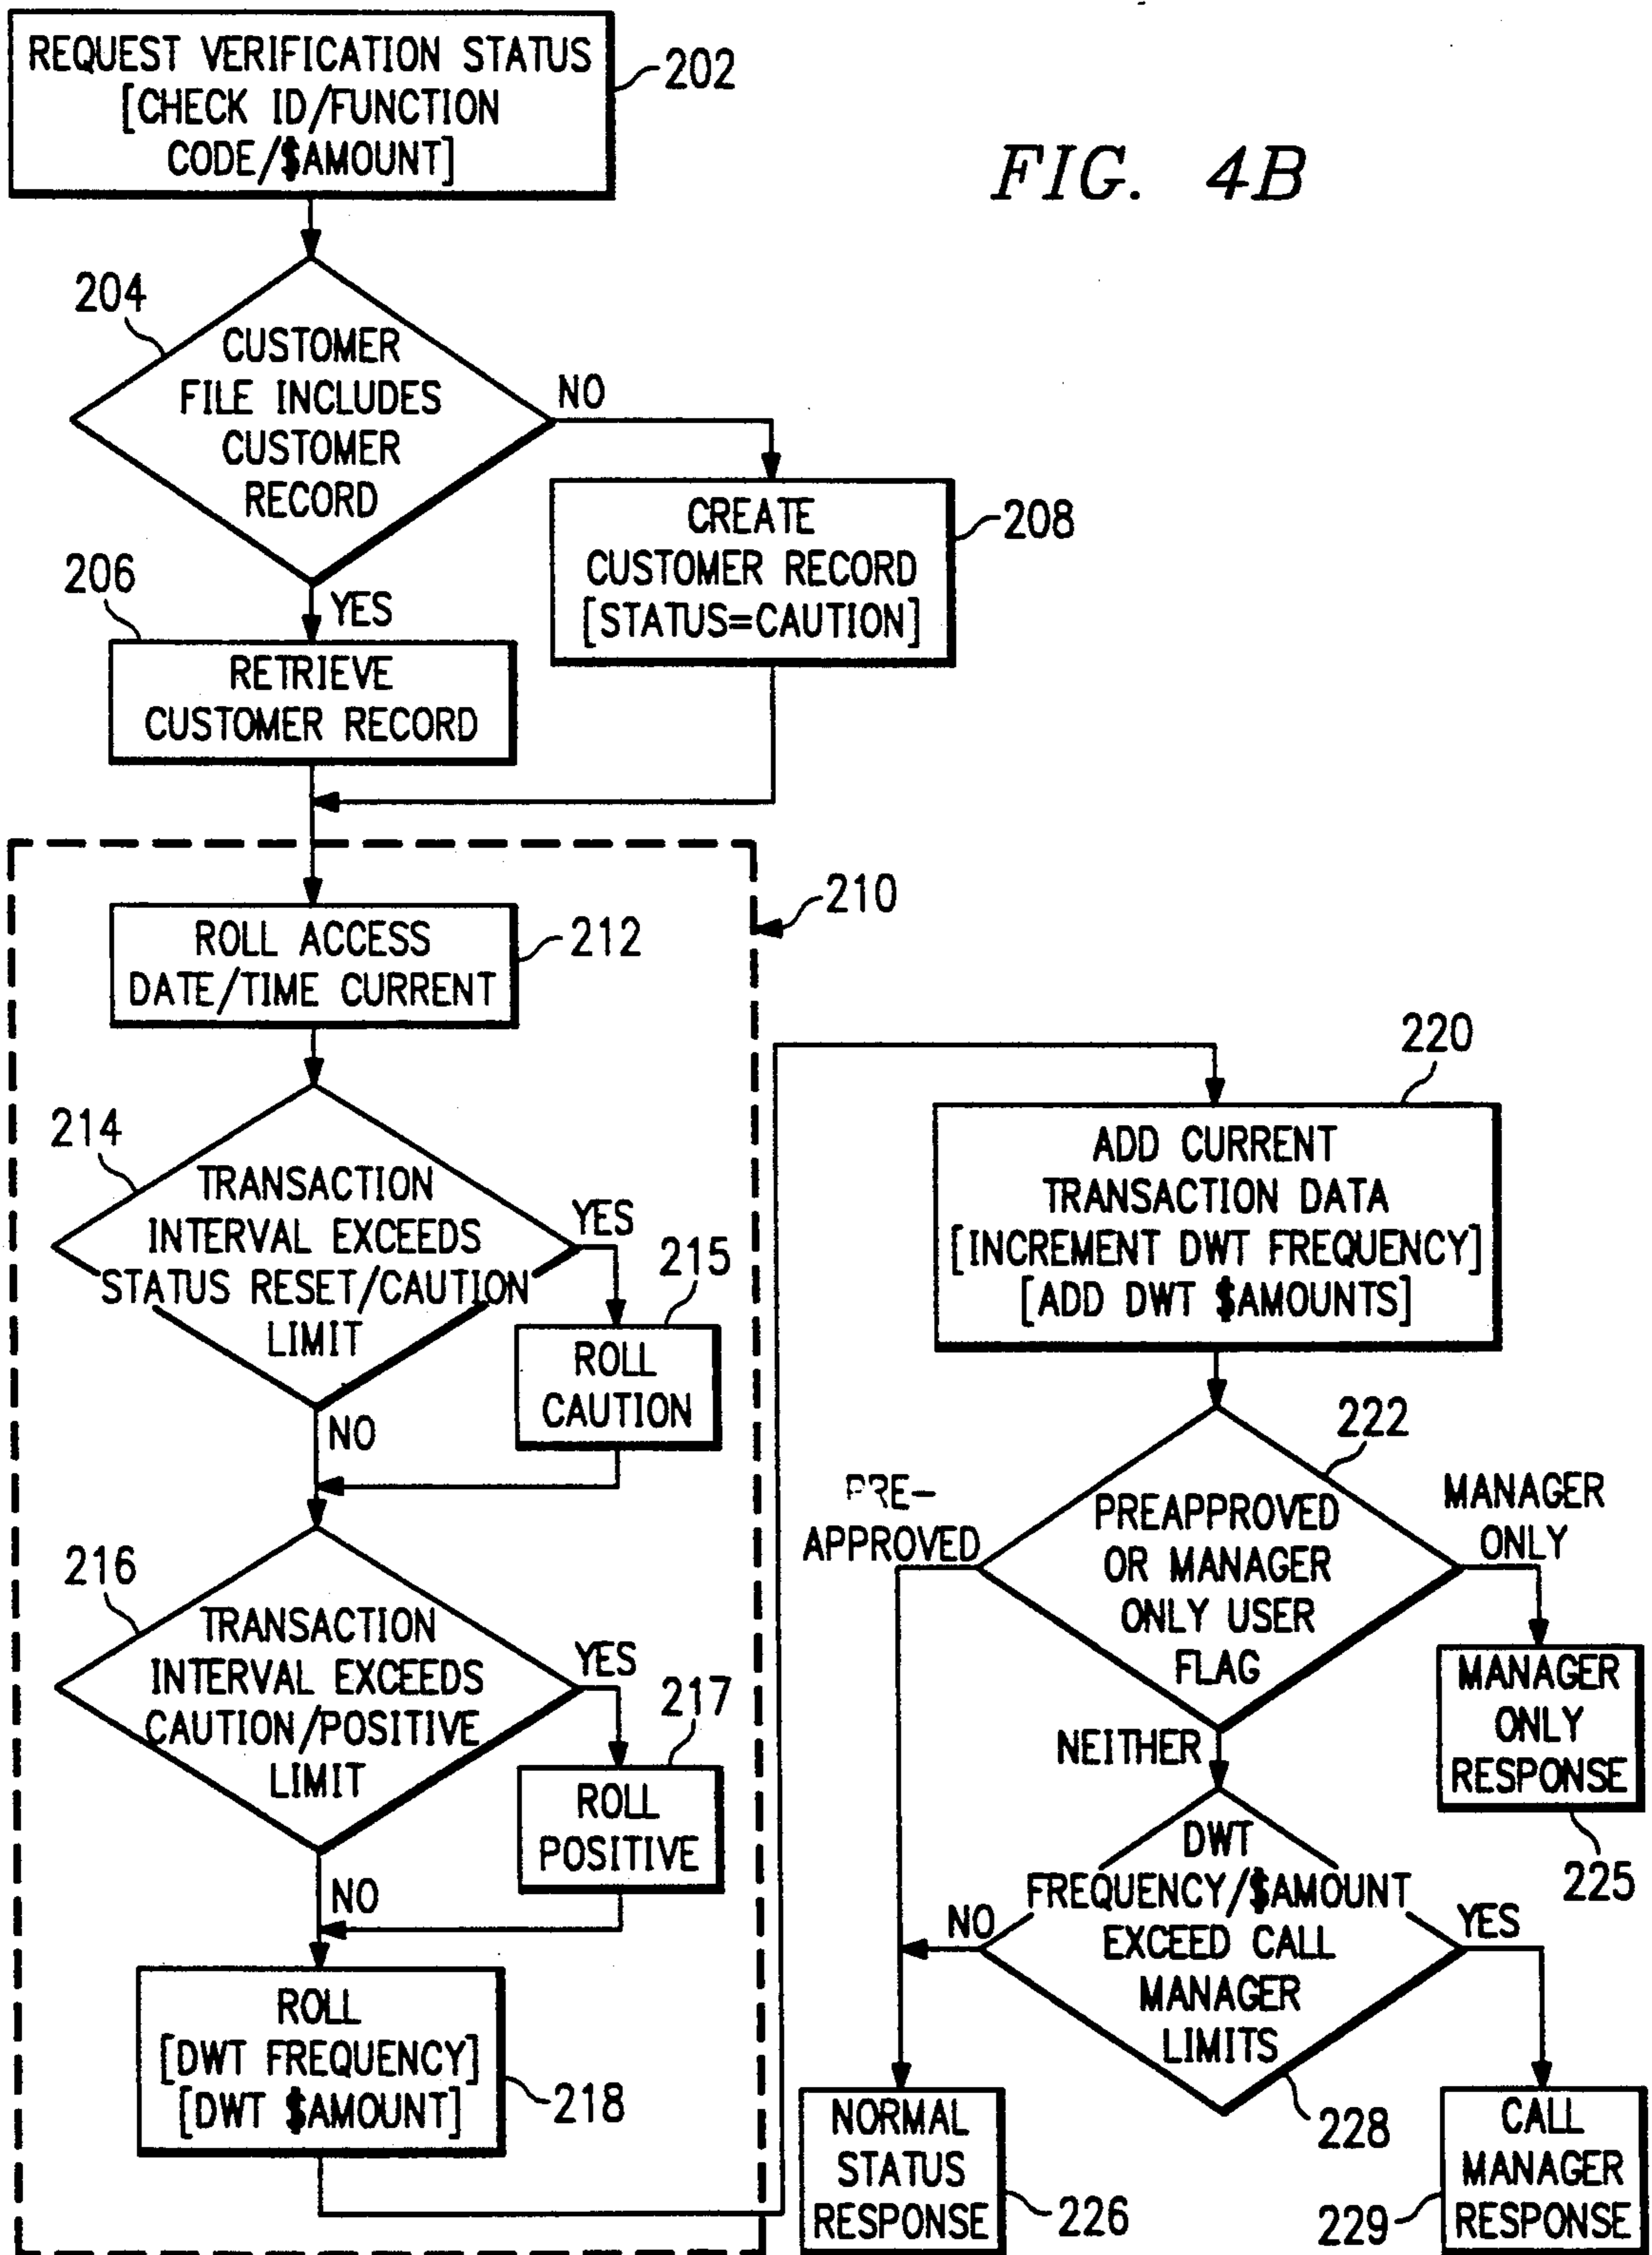 REQUEST VERIFICATION STATUS
[CHECK ID/FUNCTION
CODE/$AMOUNT]
202
FIG. 4B
204
CUSTOMER
FILE INCLUDES
CUSTOMER
RECORD
NO
YES
206
RETRIEVE
CUSTOMER RECORD
CREATE
CUSTOMER RECORD
[STATUS=CAUTION]
208
210
ROLL ACCESS
DATE/TIME CURRENT
212
214
TRANSACTION
INTERVAL EXCEEDS
STATUS RESET/CAUTION
LIMIT
YES
215
ROLL
CAUTION
NO
216
TRANSACTION
INTERVAL EXCEEDS
CAUTION/POSITIVE
LIMIT
YES
217
ROLL
POSITIVE
NO
ROLL
[DWT FREQUENCY]
[DWT $AMOUNT]
218
220
ADD CURRENT
TRANSACTION DATA
[INCREMENT DWT FREQUENCY]
[ADD DWT $AMOUNTS]
222
PRE-
APPROVED
PREAPPROVED
OR MANAGER
ONLY USER
FLAG
MANAGER
ONLY
MANAGER
ONLY
RESPONSE
225
NEITHER
DWT
FREQUENCY/$AMOUNT
EXCEED CALL
MANAGER
LIMITS
NO
YES
228
NORMAL
STATUS
RESPONSE
226
CALL
MANAGER
RESPONSE
229